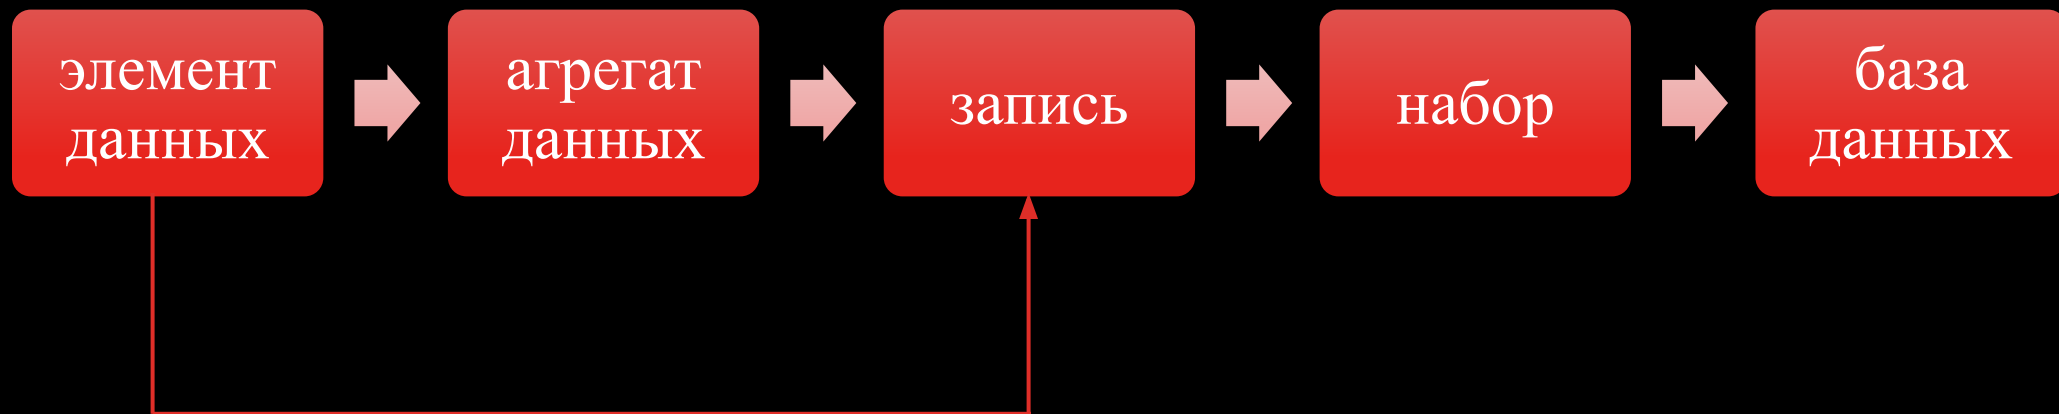 элемент
данных
агрегат
данных
запись
набор
база
данных